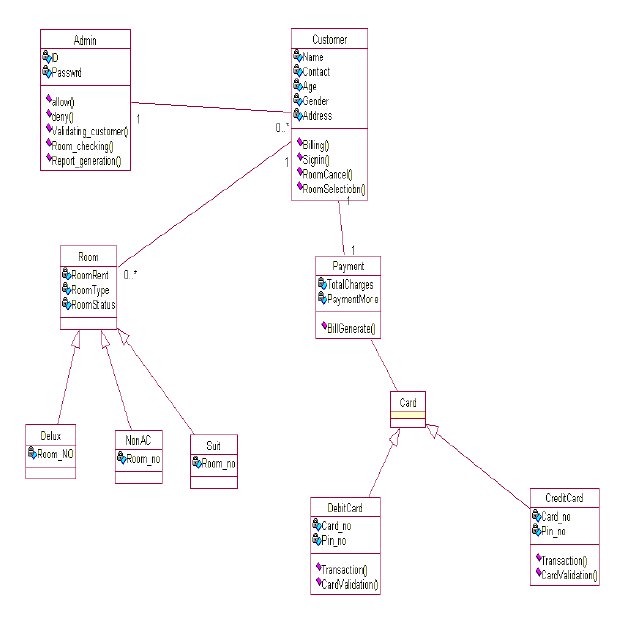 Admin
ID
Passwrd
allow()
deny()
Validating_customer()
Room_checking()
Report_generation()
1
Customer
Name
Contact
Age
Gender
Address
0..*
Billing()
Signin()
RoomCancel()
RoomSelectiobn()
1
1
Room
RoomRent
RoomType
RoomStatus
0..*
1
Payment
TotalCharges
PaymentMode
BillGenerate()
Card
Delux
Room_NO
NonAC
Room_no
Suit
Room_no
DebitCard
Card_no
Pin_no
Transaction()
CardValidation()
CreditCard
Card_no
Pin_no
Transaction()
CardValidation()